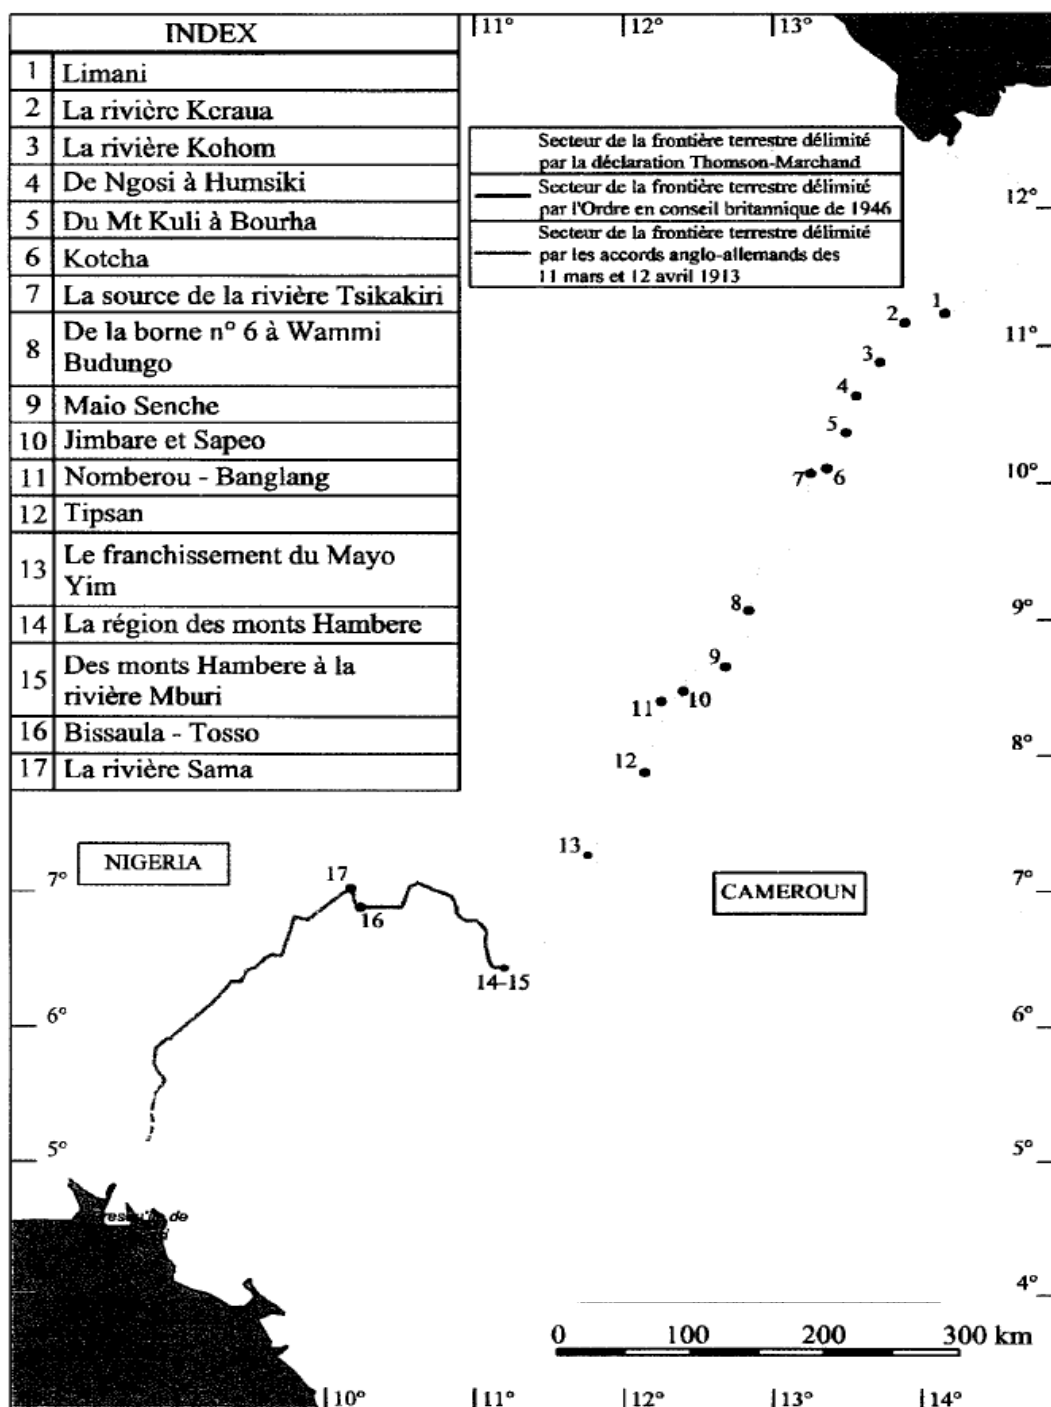 INDEX
1 Limani
2 La rivière Keraua
3 La rivière Kohom
4 De Ngosi à Humsiki
5 Du Mt Kuli à Bourha
6 Kotcha
7 La source de la rivière Tsikakiri
8 De la borne n° 6 à Wammi
Budungo
9 Maio Senche
10 Jimbare et Sapeo
11 Nomberou - Banglang
12 Tipsan
13 Le franchissement du Mayo
Yim
14 La région des monts Hambere
15 Des monts Hambere à la
rivière Mburi
16 Bissaula - Tosso
17 La rivière Sama
11° 12° 13°
Secteur de la frontière terrestre délimité
par la déclaration Thomson-Marchand
Secteur de la frontière terrestre délimité
par l'Ordre en conseil britannique de 1946
Secteur de la frontière terrestre délimité
par les accords anglo-allemands des
11 mars et 12 avril 1913
12°
1
2
11°
3
4
5
7 6
10°
8
9°
9
11 10
8°
12
13
NIGERIA
CAMEROUN
7° 7°
17
16
14-15
6° 6°
5° 5°
de
4°
0 100 200 300 km
10° 11° 12° 13° 14°